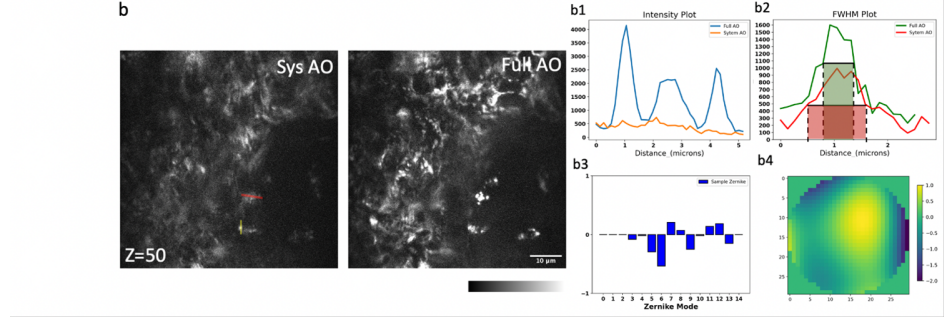 b
Sys AO
Full AO
Z=50
10 μm
b1
Intensity Plot
Full AO
Sytem AO
4000
3500
3000
2500
2000
1500
1000
500
0
0 1 2 3 4 5
Distance_(microns)
b2
FWHM Plot
Full AO
Sytem AO
1600
1500
1400
1300
1200
1100
1000
900
800
700
600
500
400
300
200
100
0
0 1 2
Distance_(microns)
b3
Sample Zernike
1
0
−1
0 1 2 3 4 5 6 7 8 9 10 11 12 13 14
Zernike Mode
b4
0
5
10
15
20
25
0 5 10 15 20 25
1.0
0.5
0.0
−0.5
−1.0
−1.5
−2.0